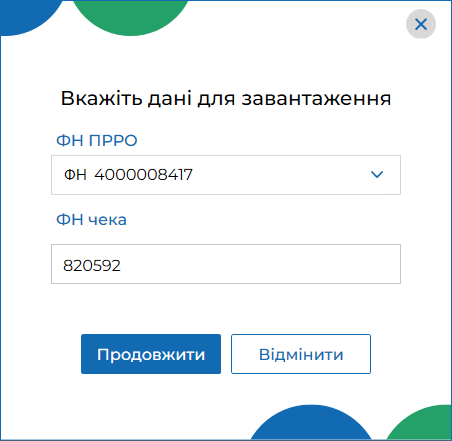 Вкажіть дані для завантаження
ФН ПРРО
ФН 4000008417
ФН чека
820592
Продовжити
Відмінити